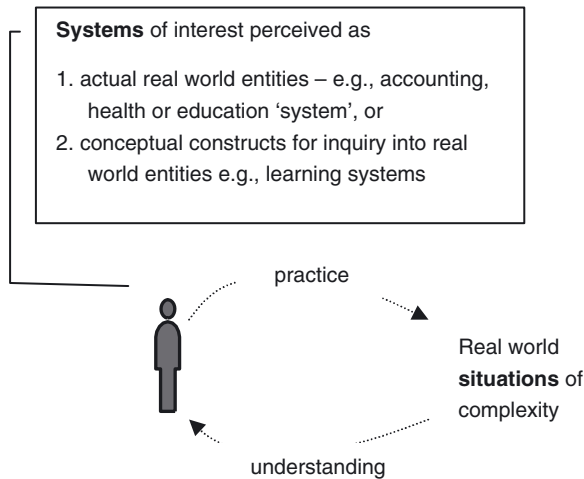 Systems of interest perceived as
1. actual real world entities – e.g., accounting,
health or education ‘system’, or
2. conceptual constructs for inquiry into real
world entities e.g., learning systems
practice
Real world
situations of
complexity
understanding